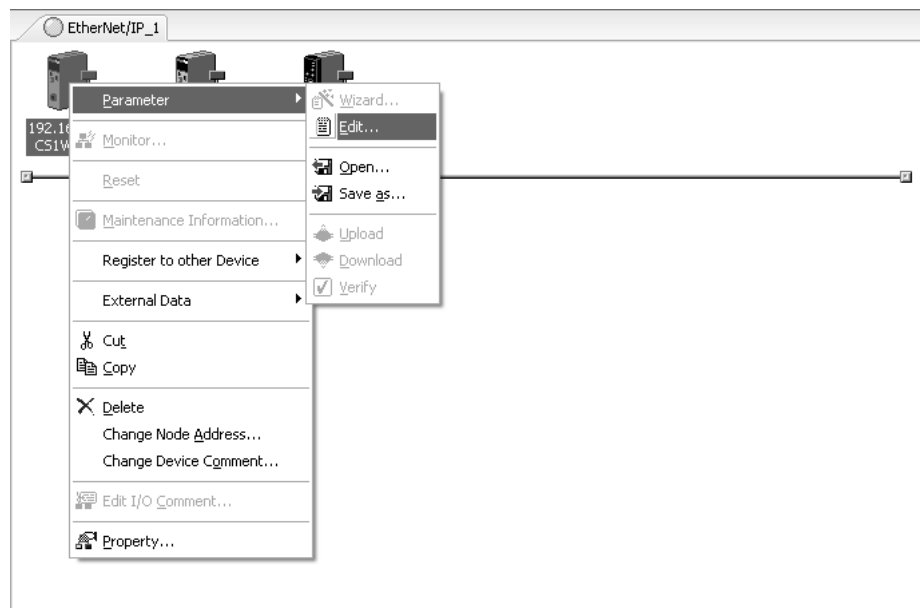 EtherNet/IP_1
192.16
CS1W
Parameter
Monitor...
Reset
Maintenance Information...
Register to other Device
External Data
Cut
Copy
Delete
Change Node Address...
Change Device Comment...
Edit I/O Comment...
Property...
Wizard...
Edit...
Open...
Save as...
Upload
Download
Verify